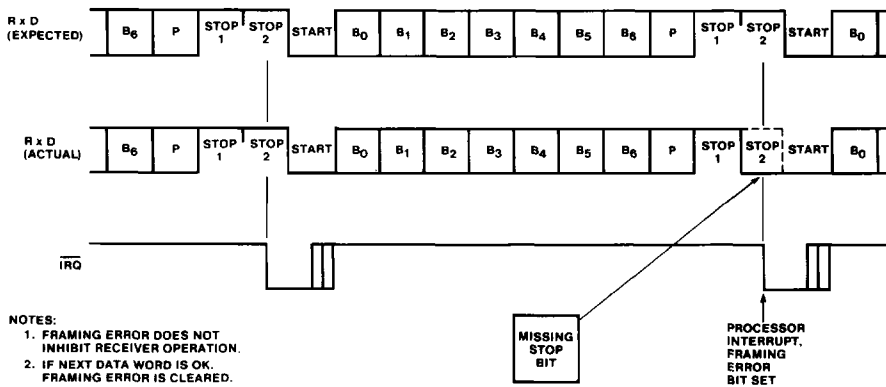 R x D
(EXPECTED)
B6 P STOP 1 STOP 2 START B0 B1 B2 B3 B4 B5 B6 P STOP 1 STOP 2 START B0
R x D
(ACTUAL)
B6 P STOP 1 STOP 2 START B0 B1 B2 B3 B4 B5 B6 P STOP 1 STOP 2 START B0
IRQ
NOTES:
1. FRAMING ERROR DOES NOT
INHIBIT RECEIVER OPERATION.
2. IF NEXT DATA WORD IS OK.
FRAMING ERROR IS CLEARED.
MISSING
STOP
BIT
PROCESSOR
INTERRUPT,
FRAMING
ERROR
BIT SET